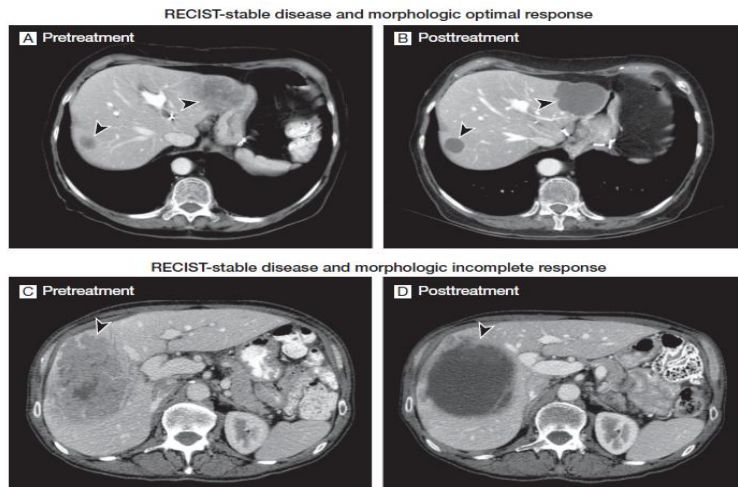 RECIST-stable disease and morphologic optimal response
A Pretreatment
B Posttreatment
RECIST-stable disease and morphologic incomplete response
C Pretreatment
D Posttreatment